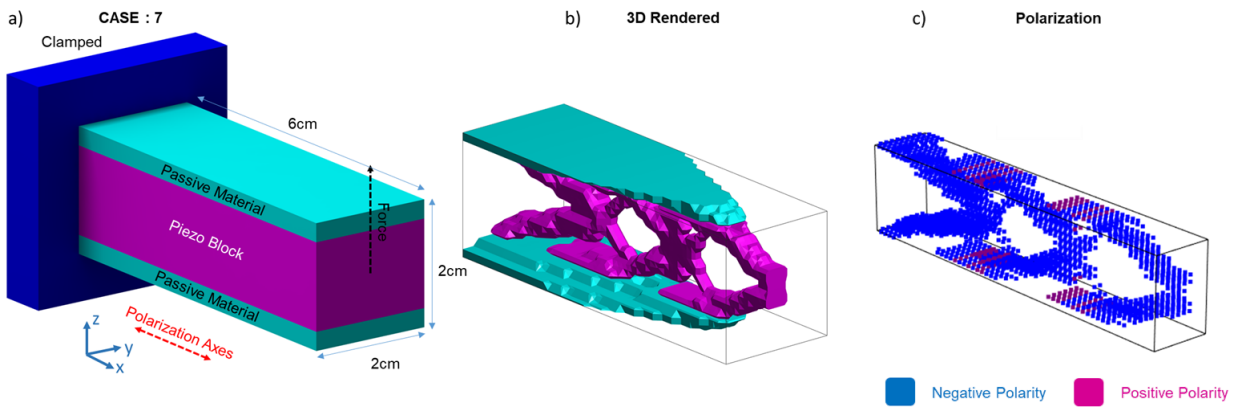 a)
CASE : 7
Clamped
6cm
Passive Material
Force
Piezo Block
2cm
Passive Material
Polarization Axes
z
y
x
2cm
b)
3D Rendered
c)
Polarization
Negative Polarity
Positive Polarity